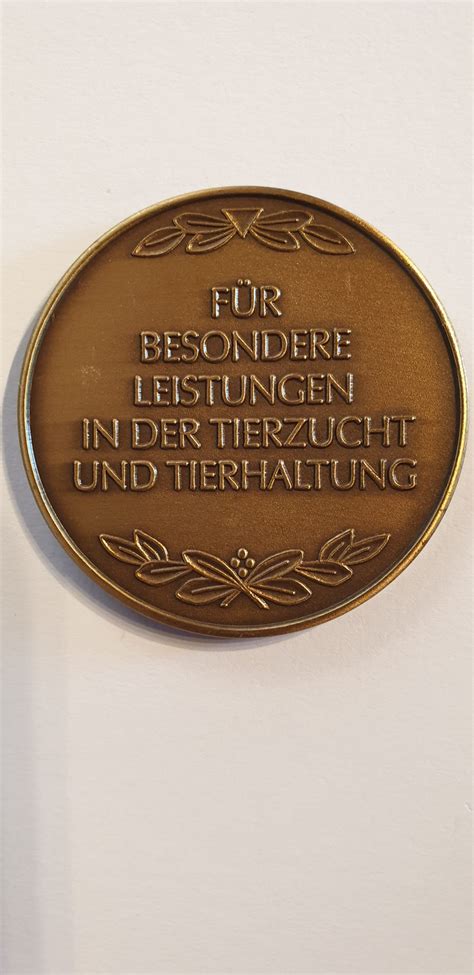 FÜR
BESONDERE
LEISTUNGEN
IN DER TIERZUCHT
UND TIERHALTUNG